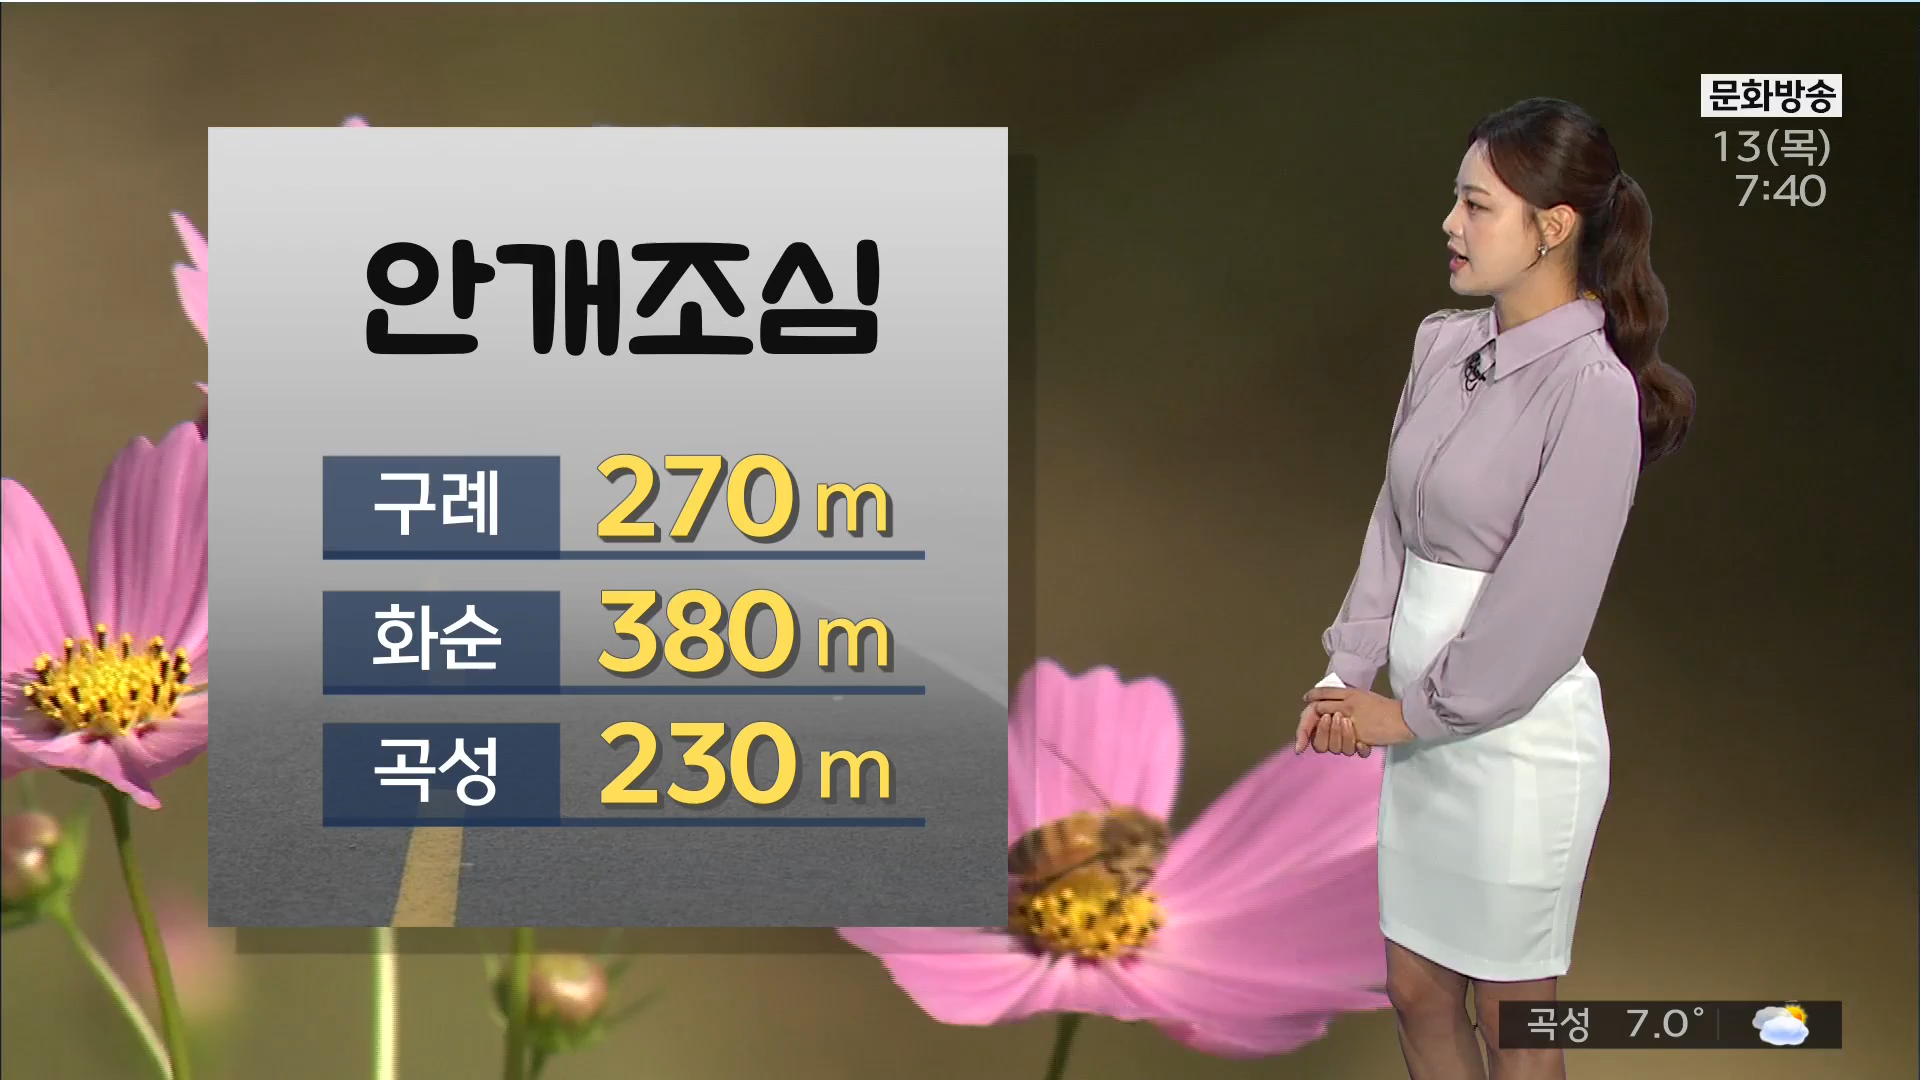 문화방송
13(목)
7:40
안개조심
구례 270 m
화순 380 m
곡성 230 m
곡성 7.0°